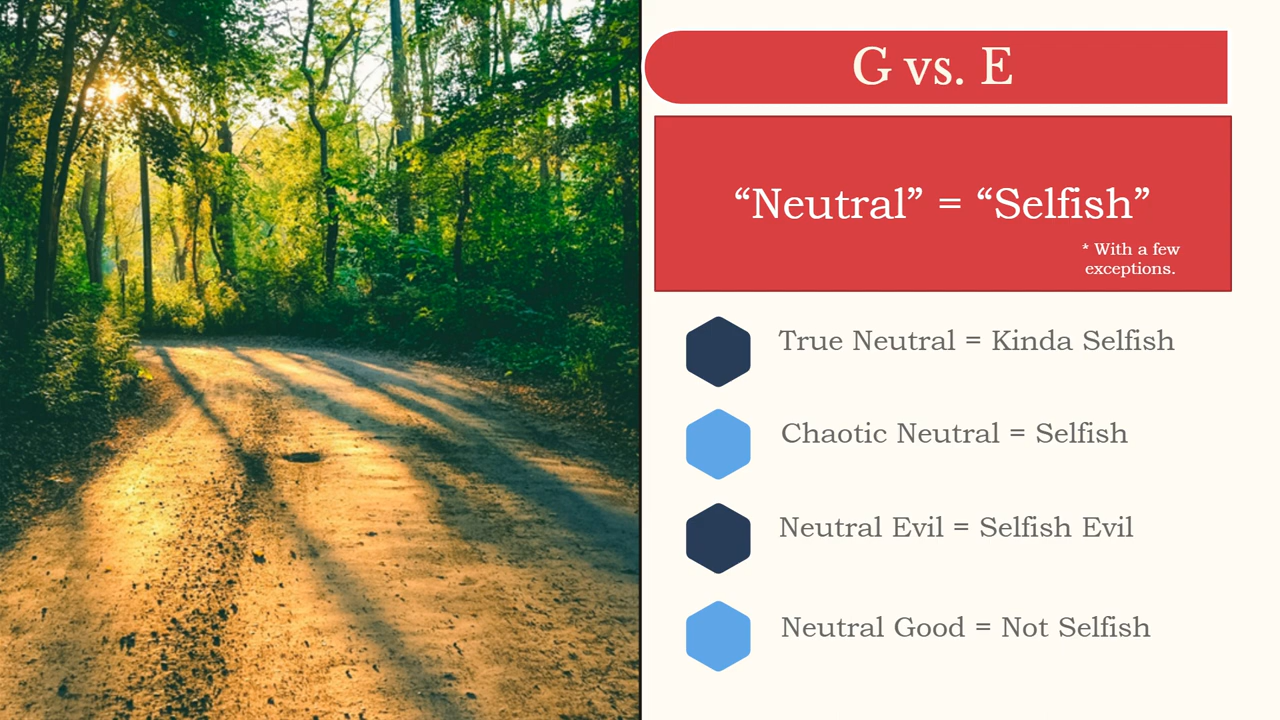 G vs. E
“Neutral” = “Selfish”
* With a few
exceptions.
True Neutral = Kinda Selfish
Chaotic Neutral = Selfish
Neutral Evil = Selfish Evil
Neutral Good = Not Selfish